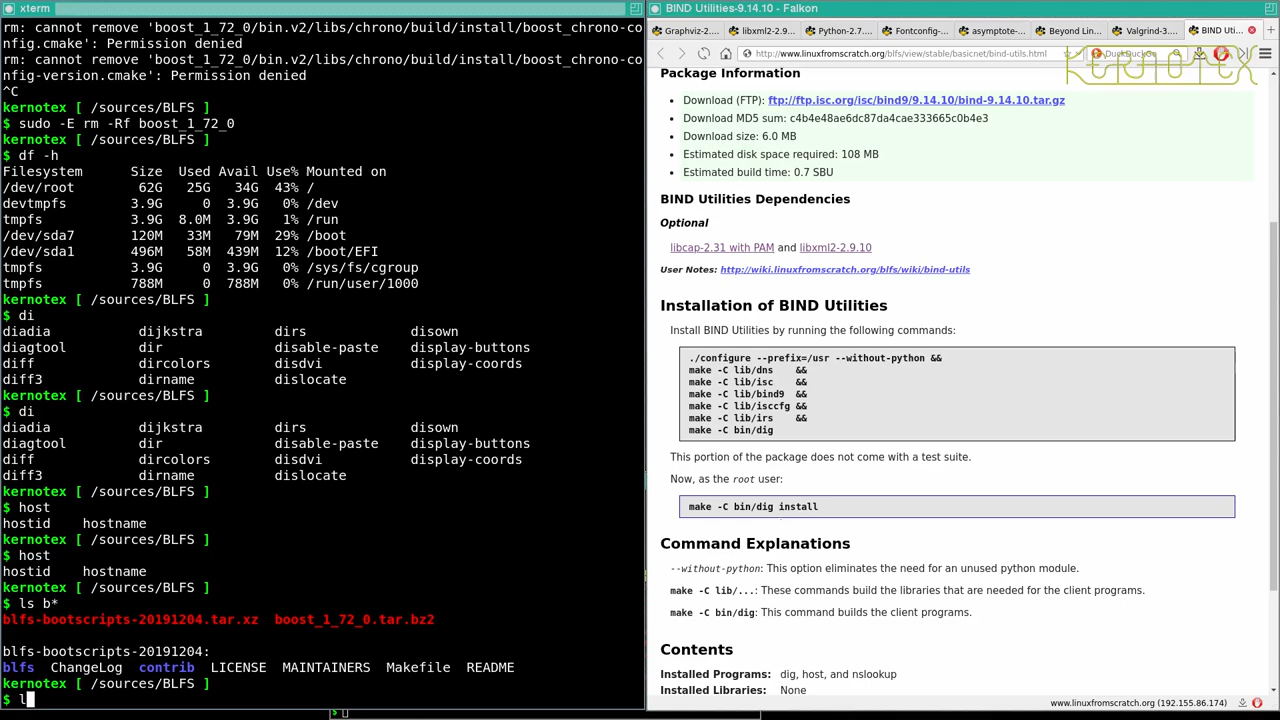 xterm
rm: cannot remove 'boost_1_72_0/bin.v2/libs/chrono/build/install/boost_chrono-co
nfig.cmake': Permission denied
rm: cannot remove 'boost_1_72_0/bin.v2/libs/chrono/build/install/boost_chrono-co
nfig-version.cmake': Permission denied
^C
kernotex [ /sources/BLFS ]
$ sudo -E rm -Rf boost_1_72_0
kernotex [ /sources/BLFS ]
$ df -h
Filesystem Size Used Avail Use% Mounted on
/dev/root 62G 25G 34G 43% /
devtmpfs 3.9G 0 3.9G 0% /dev
tmpfs 3.9G 8.0M 3.9G 1% /run
/dev/sda7 120M 33M 79M 29% /boot
/dev/sda1 496M 58M 439M 12% /boot/EFI
tmpfs 3.9G 0 3.9G 0% /sys/fs/cgroup
tmpfs 788M 0 788M 0% /run/user/1000
kernotex [ /sources/BLFS ]
$ di
diadia dijkstra dirs disown
diagtool dir disable-paste display-buttons
diff dircolors disdvi display-coords
diff3 dirname dislocate
kernotex [ /sources/BLFS ]
$ di
diadia dijkstra dirs disown
diagtool dir disable-paste display-buttons
diff dircolors disdvi display-coords
diff3 dirname dislocate
kernotex [ /sources/BLFS ]
$ host
hostid hostname
kernotex [ /sources/BLFS ]
$ host
hostid hostname
kernotex [ /sources/BLFS ]
$ ls b*
blfs-bootscripts-20191204.tar.xz boost_1_72_0.tar.bz2
blfs-bootscripts-20191204:
blfs ChangeLog contrib LICENSE MAINTAINERS Makefile README
kernotex [ /sources/BLFS ]
$ l
$
BIND Utilities-9.14.10 - Falkon
Graphviz-2... libxml2-2.9... Python-2.7... Fontconfig-... asymptote-... Beyond Lin... Valgrind-3.... BIND Uti...
http://www.linuxfromscratch.org/blfs/view/stable/basicnet/bind-utils.html
KERNOTEX
Package Information
Download (FTP): ftp://ftp.isc.org/isc/bind9/9.14.10/bind-9.14.10.tar.gz
Download MD5 sum: c4b4e48ae6dc87da4cae333665c0b4e3
Download size: 6.0 MB
Estimated disk space required: 108 MB
Estimated build time: 0.7 SBU
BIND Utilities Dependencies
Optional
libcap-2.31 with PAM and libxml2-2.9.10
User Notes: http://wiki.linuxfromscratch.org/blfs/wiki/bind-utils
Installation of BIND Utilities
Install BIND Utilities by running the following commands:
./configure --prefix=/usr --without-python &&
make -C lib/dns &&
make -C lib/isc &&
make -C lib/bind9 &&
make -C lib/isccfg &&
make -C lib/irs &&
make -C bin/dig
This portion of the package does not come with a test suite.
Now, as the root user:
make -C bin/dig install
Command Explanations
--without-python: This option eliminates the need for an unused python module.
make -C lib/...: These commands build the libraries that are needed for the client programs.
make -C bin/dig: This command builds the client programs.
Contents
Installed Programs: dig, host, and nslookup
Installed Libraries: None
www.linuxfromscratch.org (192.155.86.174)